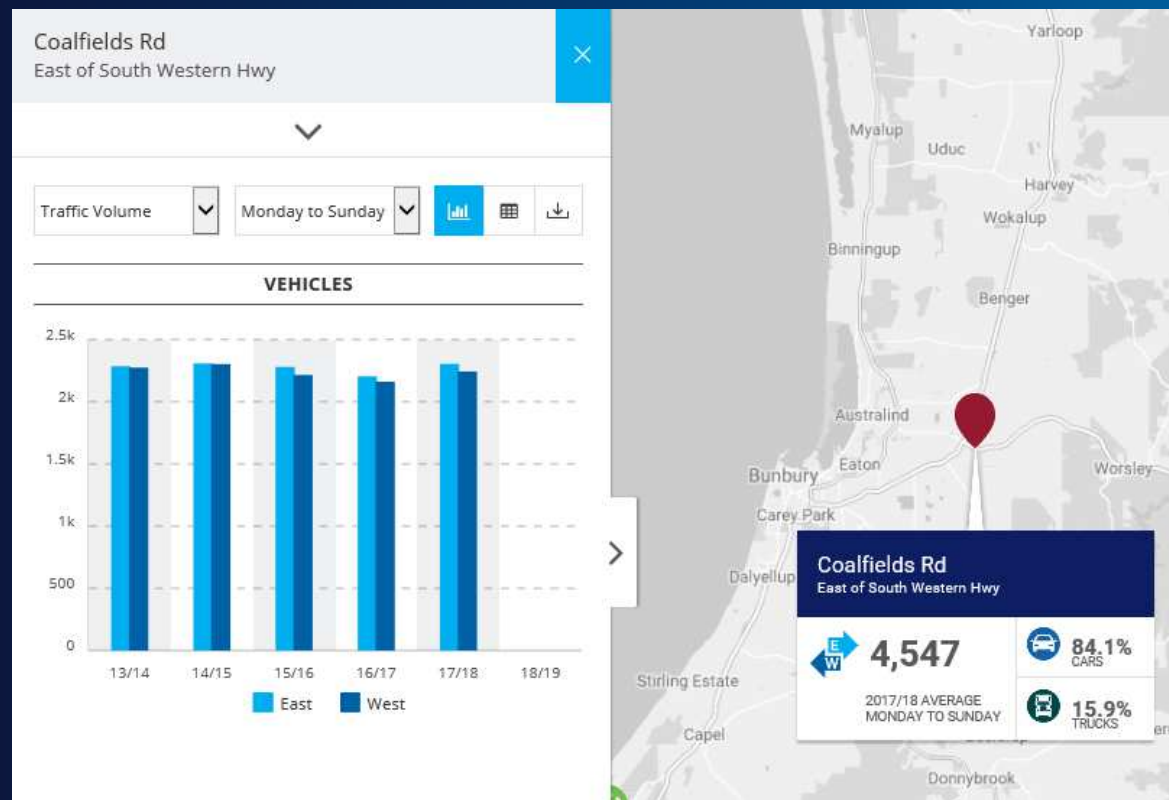 Coalfields Rd
East of South Western Hwy
Traffic Volume
Monday to Sunday
VEHICLES
2.5k
2k
1.5k
1k
500
0
13/14 14/15 15/16 16/17 17/18 18/19
East West
Yarloop
Myalup
Uduc
Harvey
Wokalup
Binningup
Benger
Australind
Eaton
Bunbury
Worsley
Carey Park
Dalyellup
Stirling Estate
Capel
Donnybrook
Coalfields Rd
East of South Western Hwy
E
W
4,547
2017/18 AVERAGE
MONDAY TO SUNDAY
84.1%
CARS
15.9%
TRUCKS